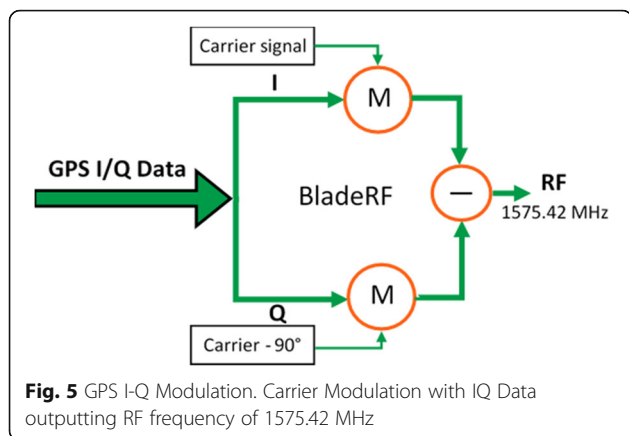 Carrier signal
I
M
GPS I/Q Data
BladeRF
—
RF
1575.42 MHz
M
Q
Carrier - 90°
Fig. 5 GPS I-Q Modulation. Carrier Modulation with IQ Data
outputting RF frequency of 1575.42 MHz